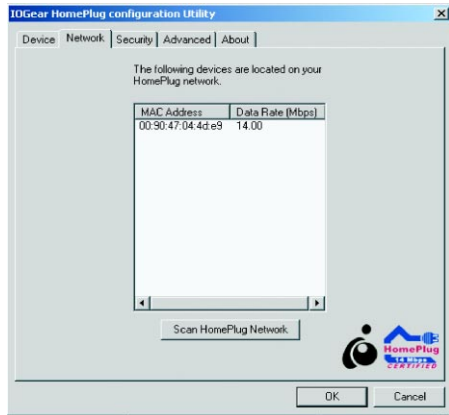 IOGear HomePlug configuration Utility
Device Network Security Advanced About
The following devices are located on your
HomePlug network.
MAC Address Data Rate (Mbps)
00:90:47:04:4d:e9 14.00
Scan HomePlug Network
HomePlug
14 Mbps
CERTIFIED
OK Cancel